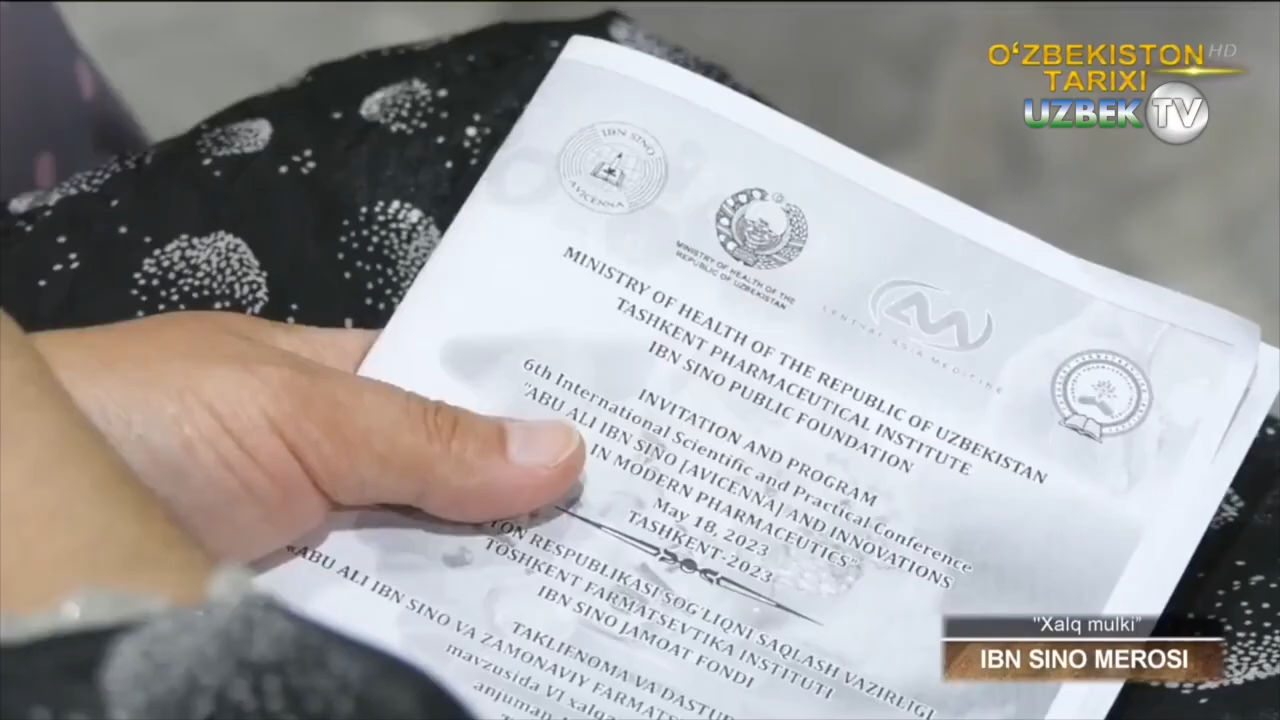 O‘ZBEKISTON HD
TARIXI
UZBEK TV
IBN SINO
AVICENNA
MINISTRY OF HEALTH OF THE
REPUBLIC OF UZBEKISTAN
CENTRAL ASIA MEDICINE
MINISTRY OF HEALTH OF THE REPUBLIC OF UZBEKISTAN
TASHKENT PHARMACEUTICAL INSTITUTE
IBN SINO PUBLIC FOUNDATION
INVITATION AND PROGRAM
6th International Scientific and Practical Conference
"ABU ALI IBN SINO [AVICENNA] AND INNOVATIONS
IN MODERN PHARMACEUTICS"
May 18, 2023
TASHKENT-2023
RESPUBLIKASI SOG‘LIQNI SAQLASH VAZIRLIGI
TOSHKENT FARMATSEVTIKA INSTITUTI
IBN SINO JAMOAT FONDI
TAKLIFNOMA VA
«ABU ALI IBN SINO VA ZAMONAVIY
mavzusida VI
anjuman
"Xalq mulki"
IBN SINO MEROSI